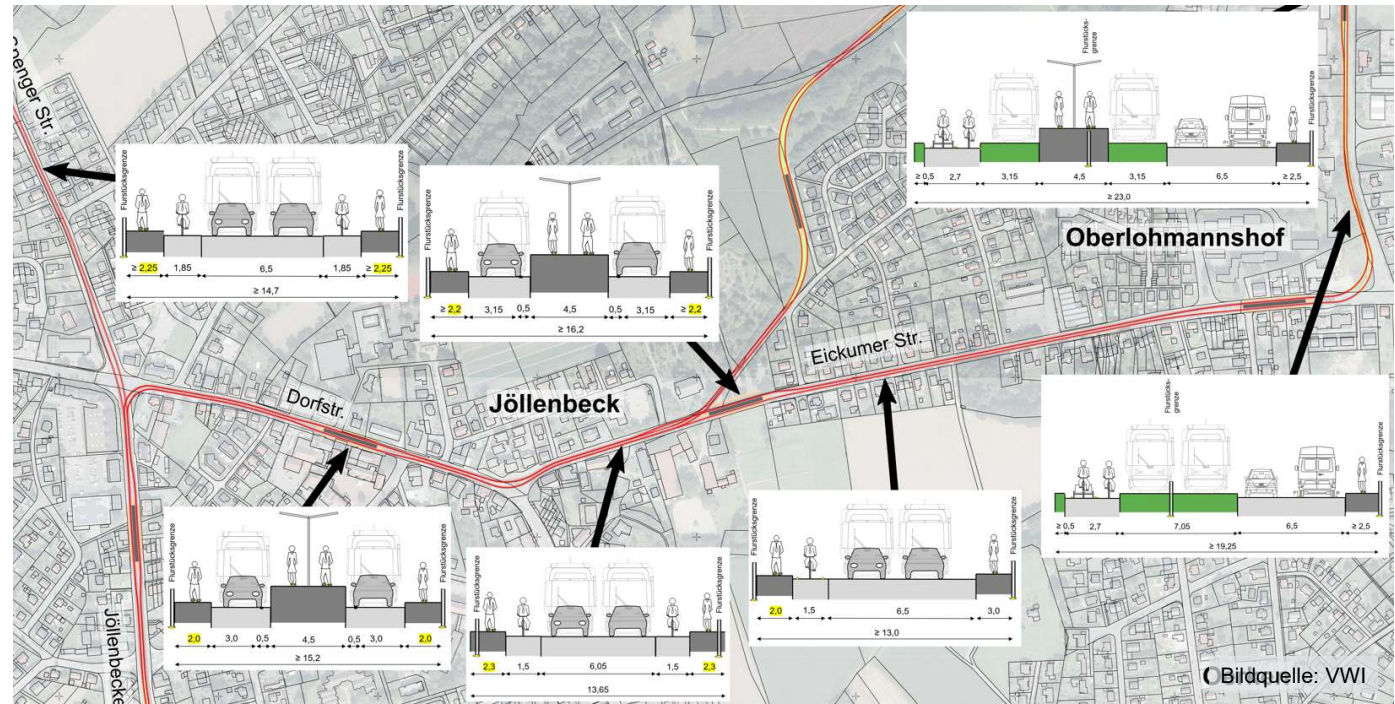 Spenger Str.
Flurstücksgrenze
Flurstücksgrenze
≥ 2,25 1,85 6,5 1,85 ≥ 2,25
≥ 14,7
Flurstücksgrenze
Flurstücksgrenze
≥ 2,2 3,15 0,5 4,5 0,5 3,15 ≥ 2,2
≥ 16,2
Flurstücks-
grenze
Flurstücksgrenze
≥ 0,5 2,7 3,15 4,5 3,15 6,5 ≥ 2,5
≥ 23,0
Oberlohmannshof
Eickumer Str.
Dorfstr.
Jöllenbeck
Flurstücks-
grenze
Flurstücksgrenze
≥ 0,5 2,7 7,05 6,5 ≥ 2,5
≥ 19,25
Flurstücksgrenze
Flurstücksgrenze
2,0 3,0 0,5 4,5 0,5 3,0 2,0
≥ 15,2
Flurstücksgrenze
Flurstücksgrenze
2,3 1,5 6,05 1,5 2,3
13,65
Flurstücksgrenze
Flurstücksgrenze
2,0 1,5 6,5 3,0
≥ 13,0
Jöllenbecke
Bildquelle: VWI